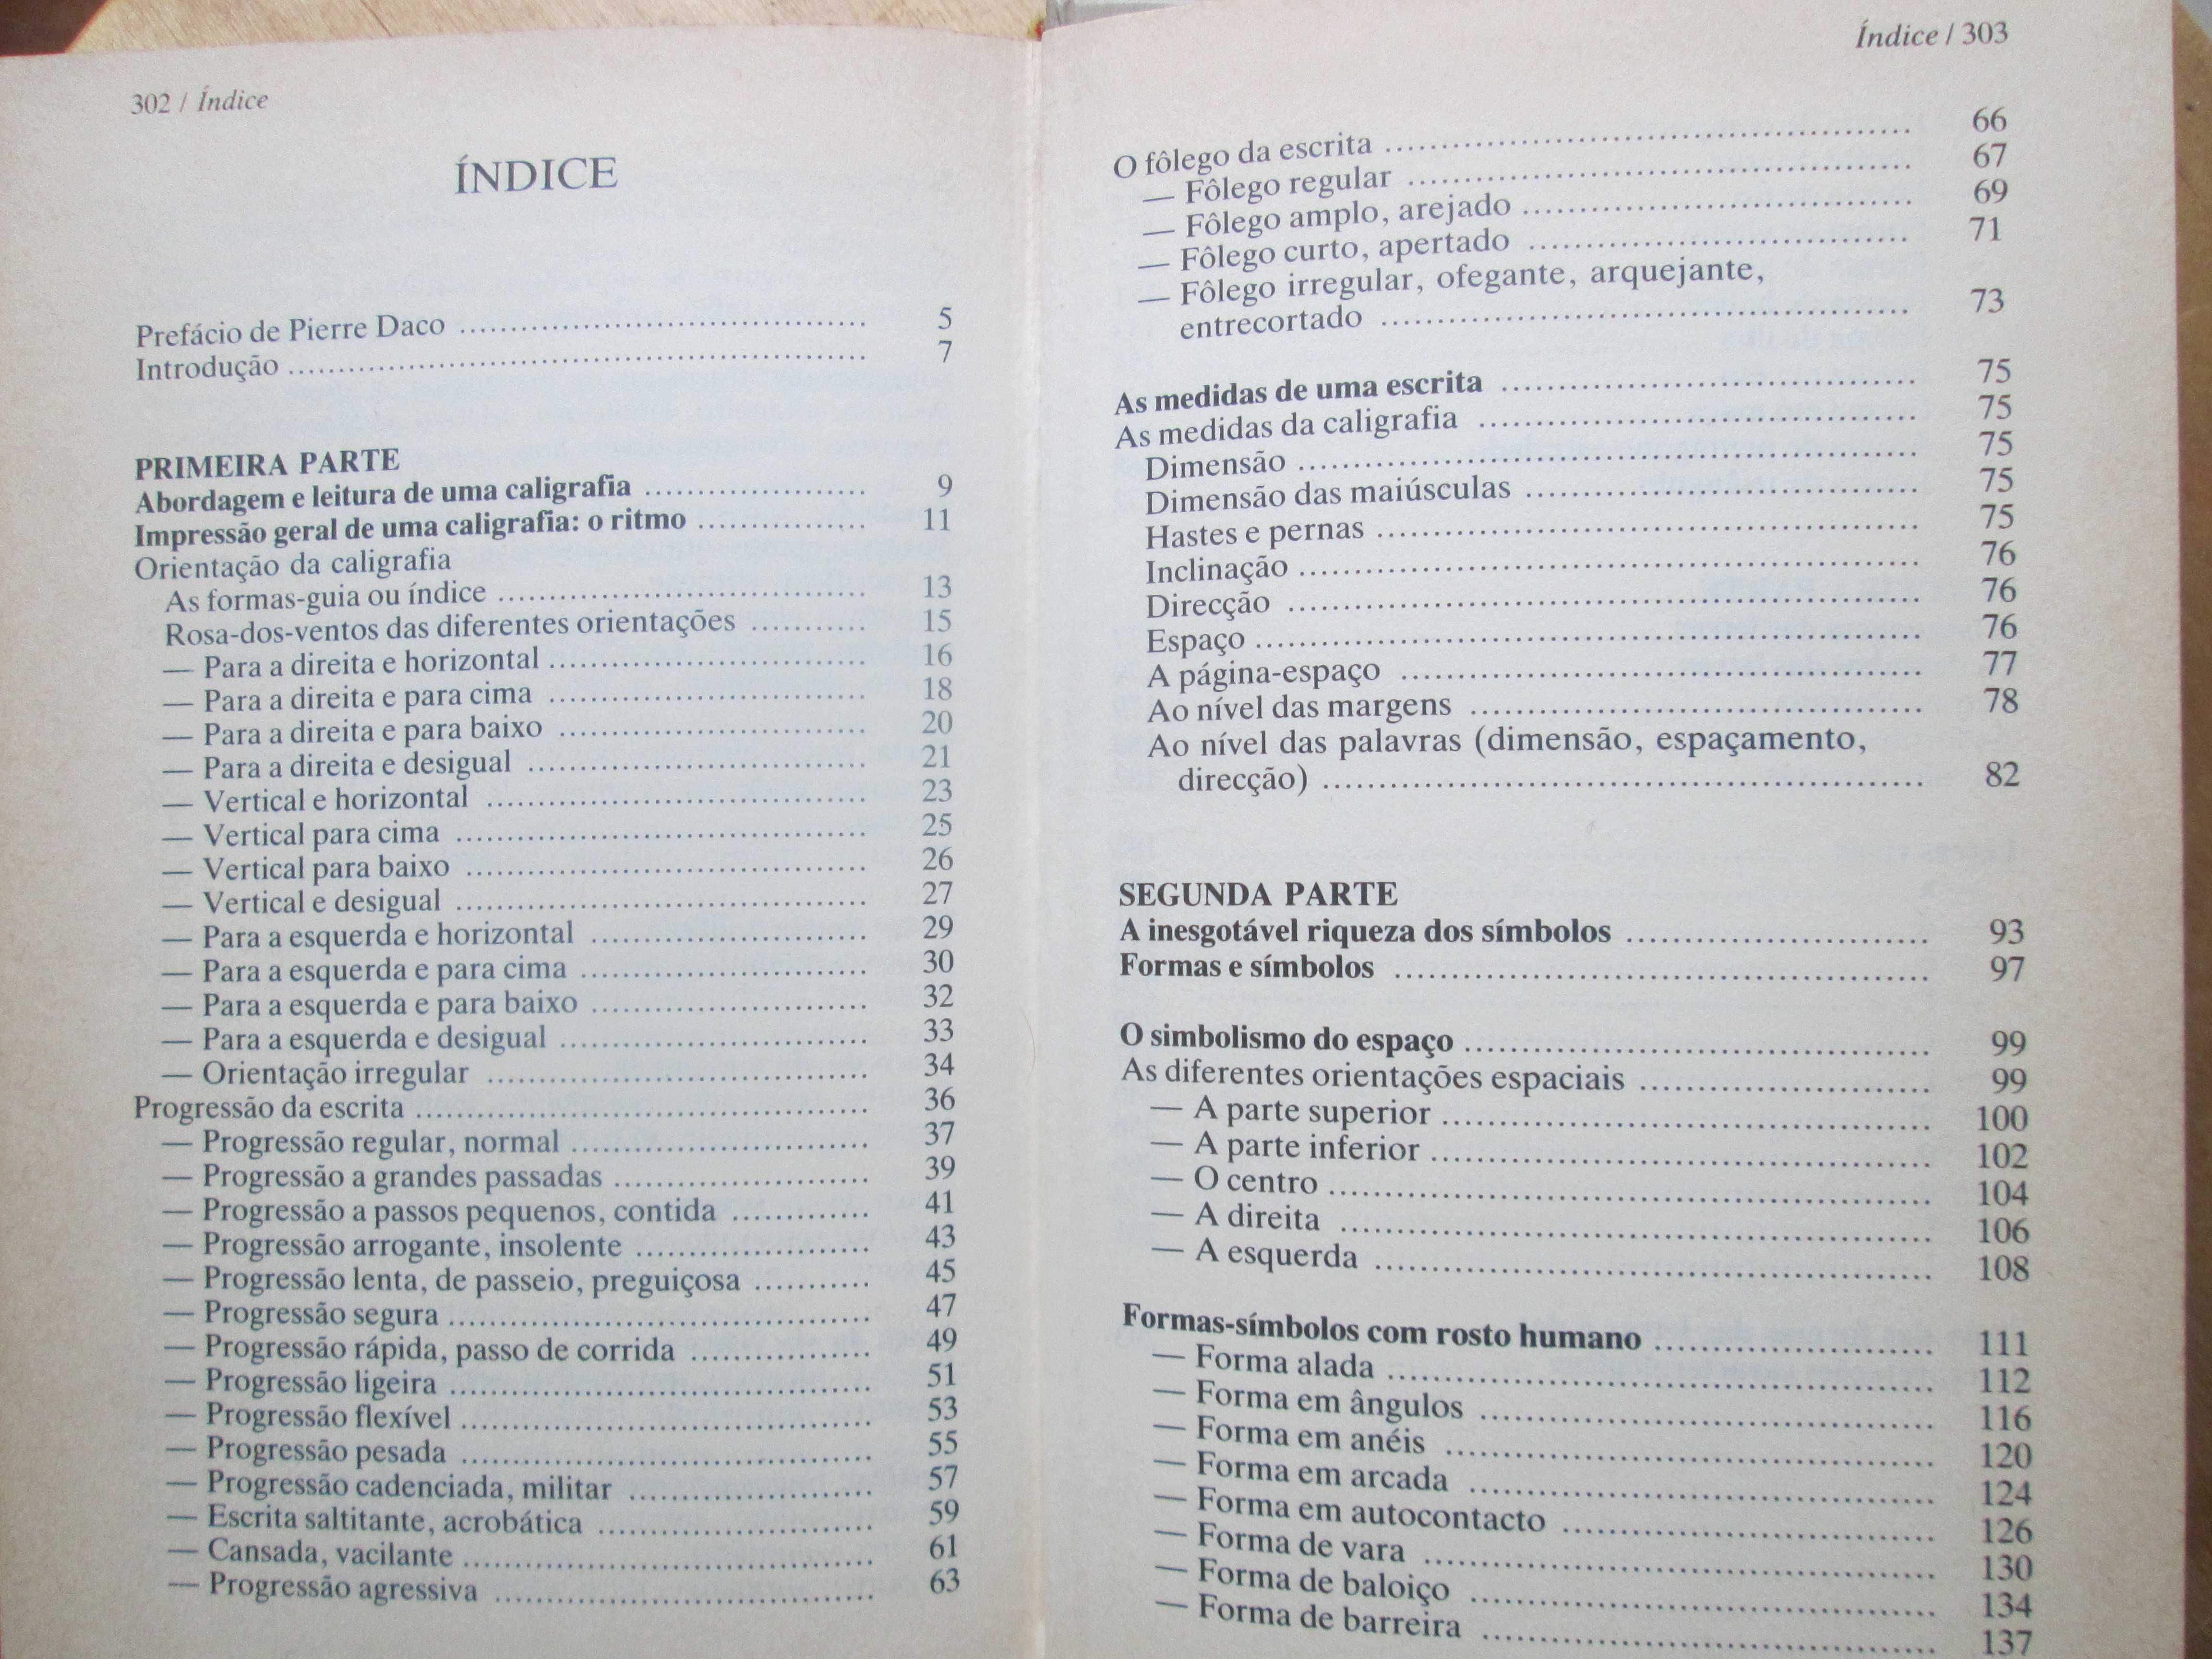 302 / Índice
ÍNDICE
Prefácio de Pierre Daco ........................................ 5
Introdução ........................................ 7
PRIMEIRA PARTE
Abordagem e leitura de uma caligrafia ...................... 9
Impressão geral de uma caligrafia: o ritmo ................. 11
Orientação da caligrafia
As formas-guia ou índice ..................................... 13
Rosa-dos-ventos das diferentes orientações ........... 15
— Para a direita e horizontal ................................ 16
— Para a direita e para cima ................................ 18
— Para a direita e para baixo ............................... 20
— Para a direita e desigual .................................. 21
— Vertical e horizontal ...................................... 23
— Vertical para cima ......................................... 25
— Vertical para baixo ........................................ 26
— Vertical e desigual ......................................... 27
— Para a esquerda e horizontal ............................ 29
— Para a esquerda e para cima ............................. 30
— Para a esquerda e para baixo ............................ 32
— Para a esquerda e desigual ............................... 33
— Orientação irregular ...................................... 34
Progressão da escrita ............................................. 36
— Progressão regular, normal .............................. 37
— Progressão a grandes passadas .......................... 39
— Progressão a passos pequenos, contida .............. 41
— Progressão arrogante, insolente ........................ 43
— Progressão lenta, de passeio, preguiçosa ............ 45
— Progressão segura .......................................... 47
— Progressão rápida, passo de corrida ................... 49
— Progressão ligeira .......................................... 51
— Progressão flexível ......................................... 53
— Progressão pesada ......................................... 55
— Progressão cadenciada, militar ......................... 57
— Escrita saltitante, acrobática ............................ 59
— Cansada, vacilante ......................................... 61
— Progressão agressiva ...................................... 63
Índice / 303
O fôlego da escrita ................................................ 66
— Fôlego regular .............................................. 67
— Fôlego amplo, arejado .................................... 69
— Fôlego curto, apertado ................................... 71
— Fôlego irregular, ofegante, arquejante,
entrecortado ................................................. 73
As medidas de uma escrita ...................................... 75
As medidas da caligrafia ........................................ 75
Dimensão ....................................................... 75
Dimensão das maiúsculas .................................... 75
Hastes e pernas ................................................. 75
Inclinação ........................................................ 76
Direcção ......................................................... 76
Espaço ............................................................ 76
A página-espaço ............................................... 77
Ao nível das margens ......................................... 78
Ao nível das palavras (dimensão, espaçamento,
direcção) ...................................................... 82
SEGUNDA PARTE
A inesgotável riqueza dos símbolos ........................... 93
Formas e símbolos ................................................ 97
O simbolismo do espaço ......................................... 99
As diferentes orientações espaciais ........................... 99
— A parte superior ............................................ 100
— A parte inferior ............................................. 102
— O centro ...................................................... 104
— A direita ...................................................... 106
— A esquerda ................................................... 108
Formas-símbolos com rosto humano .......................... 111
— Forma alada ................................................. 112
— Forma em ângulos ......................................... 116
— Forma em anéis ............................................ 120
— Forma em arcada .......................................... 124
— Forma em autocontacto .................................. 126
— Forma de vara .............................................. 130
— Forma de baloiço .......................................... 134
— Forma de barreira ......................................... 137